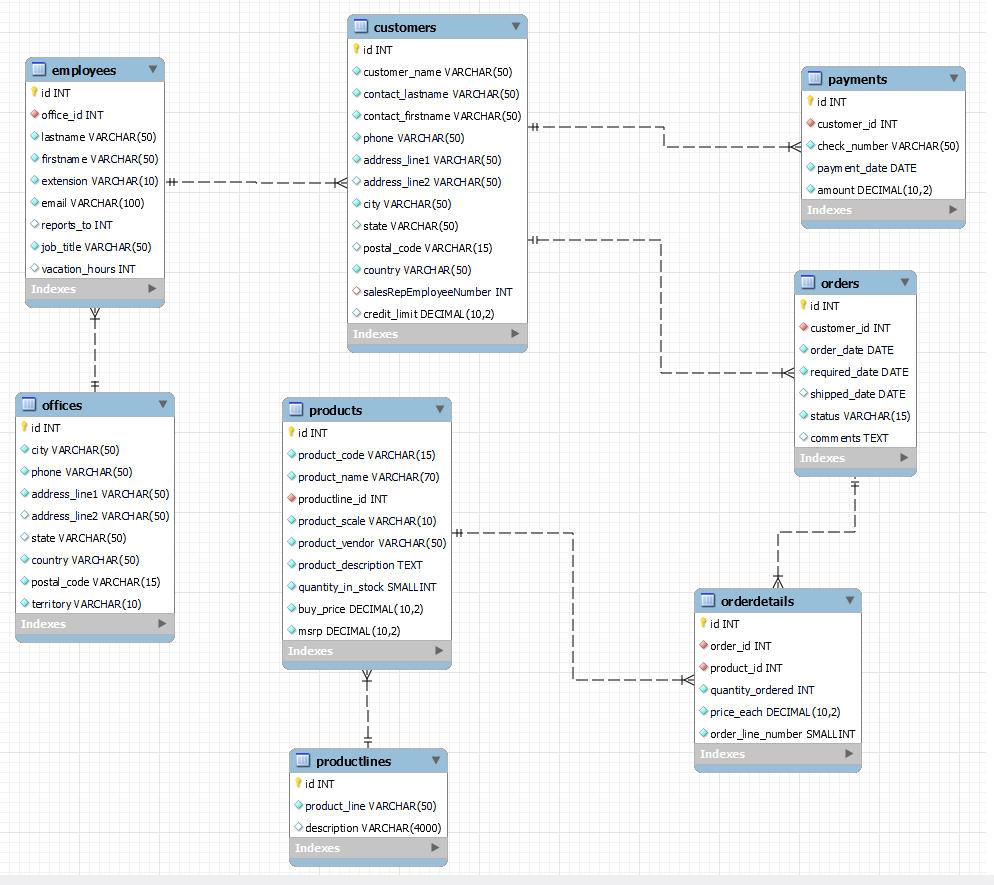 employees
id INT
office_id INT
lastname VARCHAR(50)
firstname VARCHAR(50)
extension VARCHAR(10)
email VARCHAR(100)
reports_to INT
job_title VARCHAR(50)
vacation_hours INT
Indexes
customers
id INT
customer_name VARCHAR(50)
contact_lastname VARCHAR(50)
contact_firstname VARCHAR(50)
phone VARCHAR(50)
address_line1 VARCHAR(50)
address_line2 VARCHAR(50)
city VARCHAR(50)
state VARCHAR(50)
postal_code VARCHAR(15)
country VARCHAR(50)
salesRepEmployeeNumber INT
credit_limit DECIMAL(10,2)
Indexes
payments
id INT
customer_id INT
check_number VARCHAR(50)
payment_date DATE
amount DECIMAL(10,2)
Indexes
orders
id INT
customer_id INT
order_date DATE
required_date DATE
shipped_date DATE
status VARCHAR(15)
comments TEXT
Indexes
offices
id INT
city VARCHAR(50)
phone VARCHAR(50)
address_line1 VARCHAR(50)
address_line2 VARCHAR(50)
state VARCHAR(50)
country VARCHAR(50)
postal_code VARCHAR(15)
territory VARCHAR(10)
Indexes
products
id INT
product_code VARCHAR(15)
product_name VARCHAR(70)
productline_id INT
product_scale VARCHAR(10)
product_vendor VARCHAR(50)
product_description TEXT
quantity_in_stock SMALLINT
buy_price DECIMAL(10,2)
msrp DECIMAL(10,2)
Indexes
orderdetails
id INT
order_id INT
product_id INT
quantity_ordered INT
price_each DECIMAL(10,2)
order_line_number SMALLINT
Indexes
productlines
id INT
product_line VARCHAR(50)
description VARCHAR(4000)
Indexes